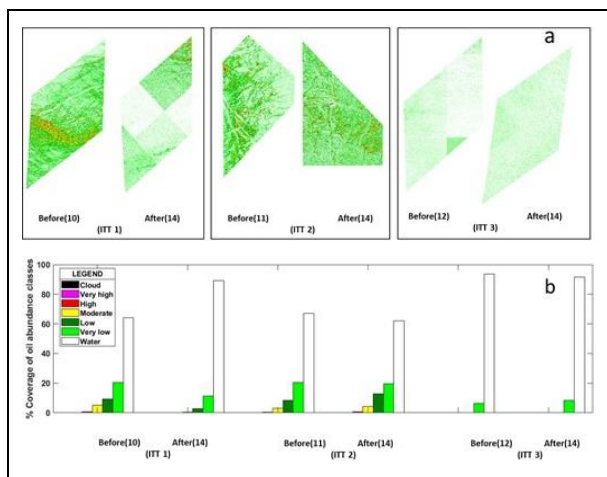 a
Before(10) After(14) Before(11) After(14) Before(12) After(14)
(ITT 1) (ITT 2) (ITT 3)
b
% Coverage of oil abundance classes
100
80
60
40
20
0
LEGEND
Cloud
Very high
High
Moderate
Low
Very low
Water
Before(10) After(14) Before(11) After(14) Before(12) After(14)
(ITT 1) (ITT 2) (ITT 3)